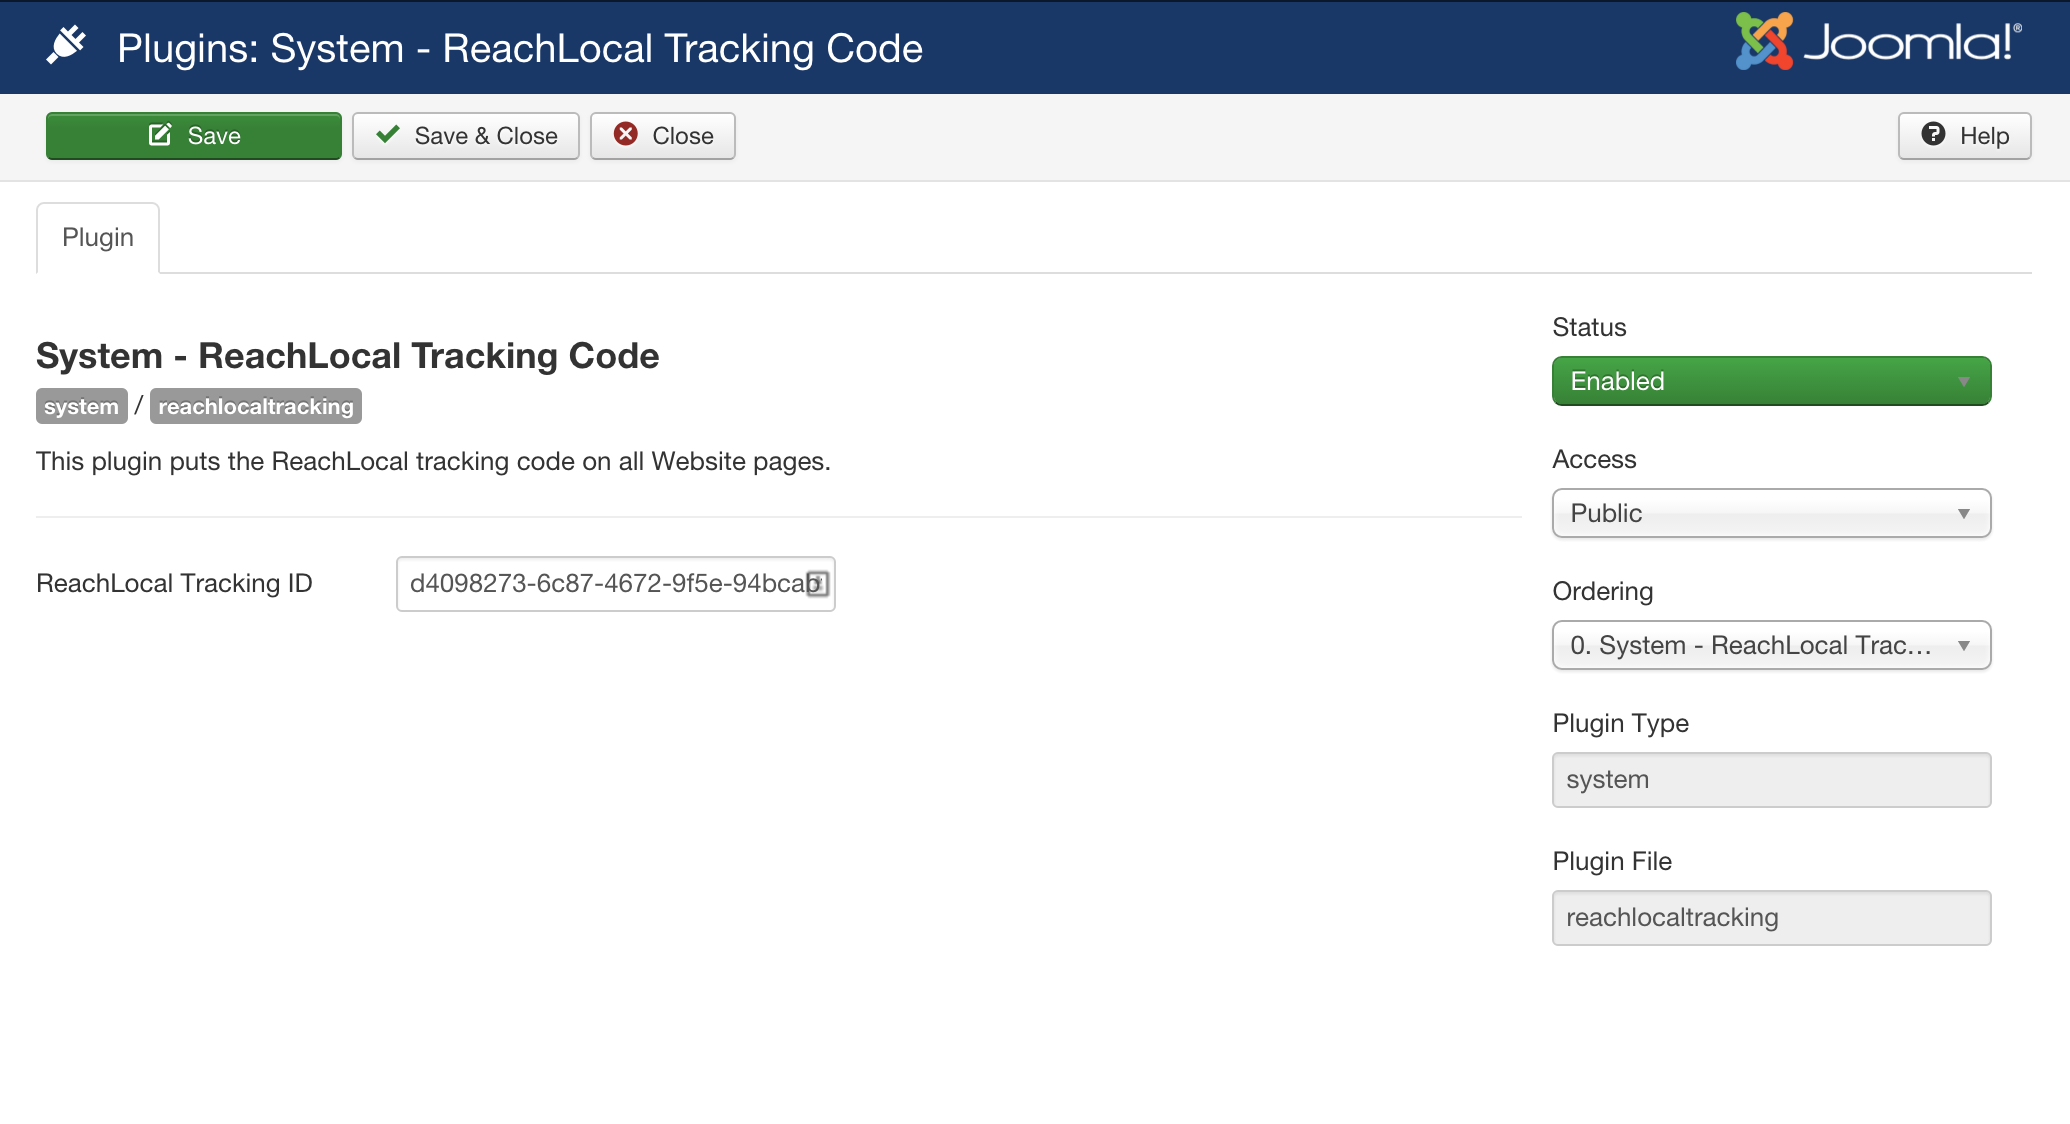 Plugins: System - ReachLocal Tracking Code
Joomla!®
Save
Save & Close
Close
Help
Plugin
System - ReachLocal Tracking Code
system / reachlocaltracking
This plugin puts the ReachLocal tracking code on all Website pages.
ReachLocal Tracking ID
d4098273-6c87-4672-9f5e-94bcab
Status
Enabled
Access
Public
Ordering
0. System - ReachLocal Trac...
Plugin Type
system
Plugin File
reachlocaltracking